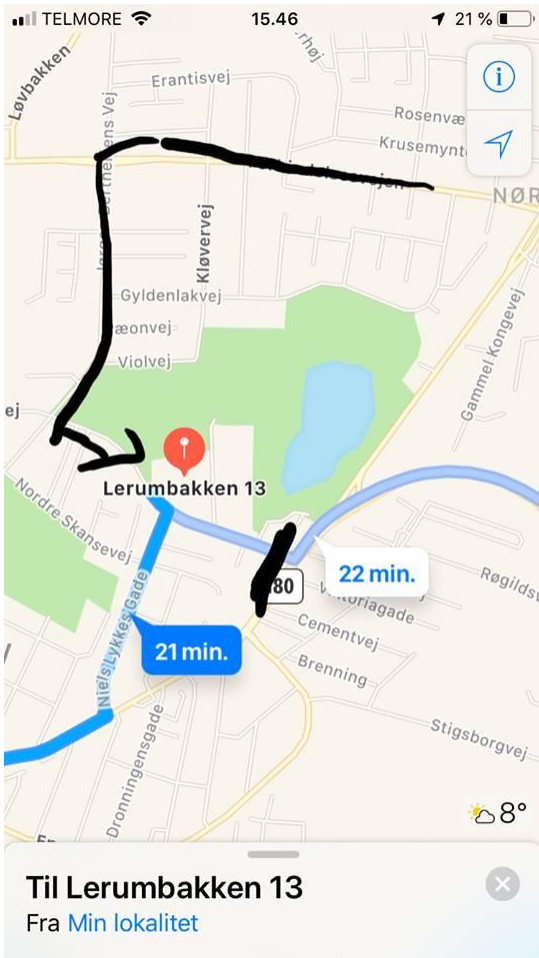 TELMORE 15.46 21 %
Løvbakken
Erantisvej
Rosenvæ
Krusemynt
NØR
Kløvervej
Gyldenlakvej
æonvej
Violvej
Gammel Kongevej
ej
Lerumbakken 13
Nordre Skansevej
80
22 min.
Røgilds
Cementvej
21 min.
Niels Lykkes Gade
Brenning
Stigsborgvej
Dronningensgade
8°
Til Lerumbakken 13
Fra Min lokalitet